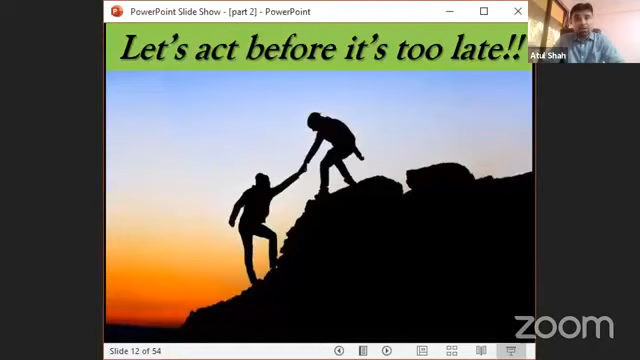 PowerPoint Slide Show - [part 2] - PowerPoint
Let's act before it's too late!!
Atul Shah
Slide 12 of 54
zoom